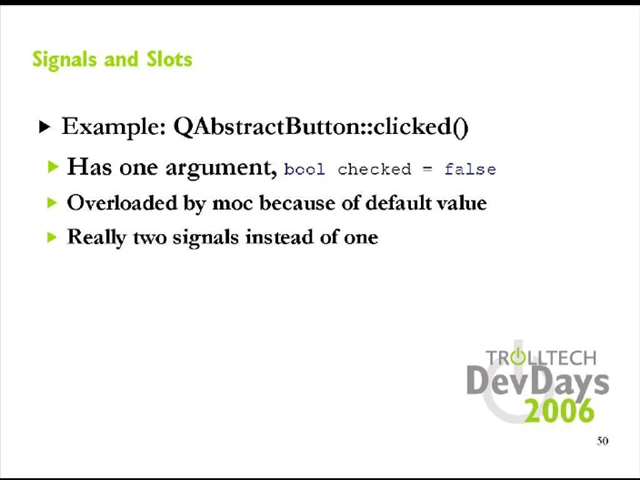 Signals and Slots
Example: QAbstractButton::clicked()
Has one argument, bool checked = false
Overloaded by moc because of default value
Really two signals instead of one
TROLLTECH
DevDays
2006
50